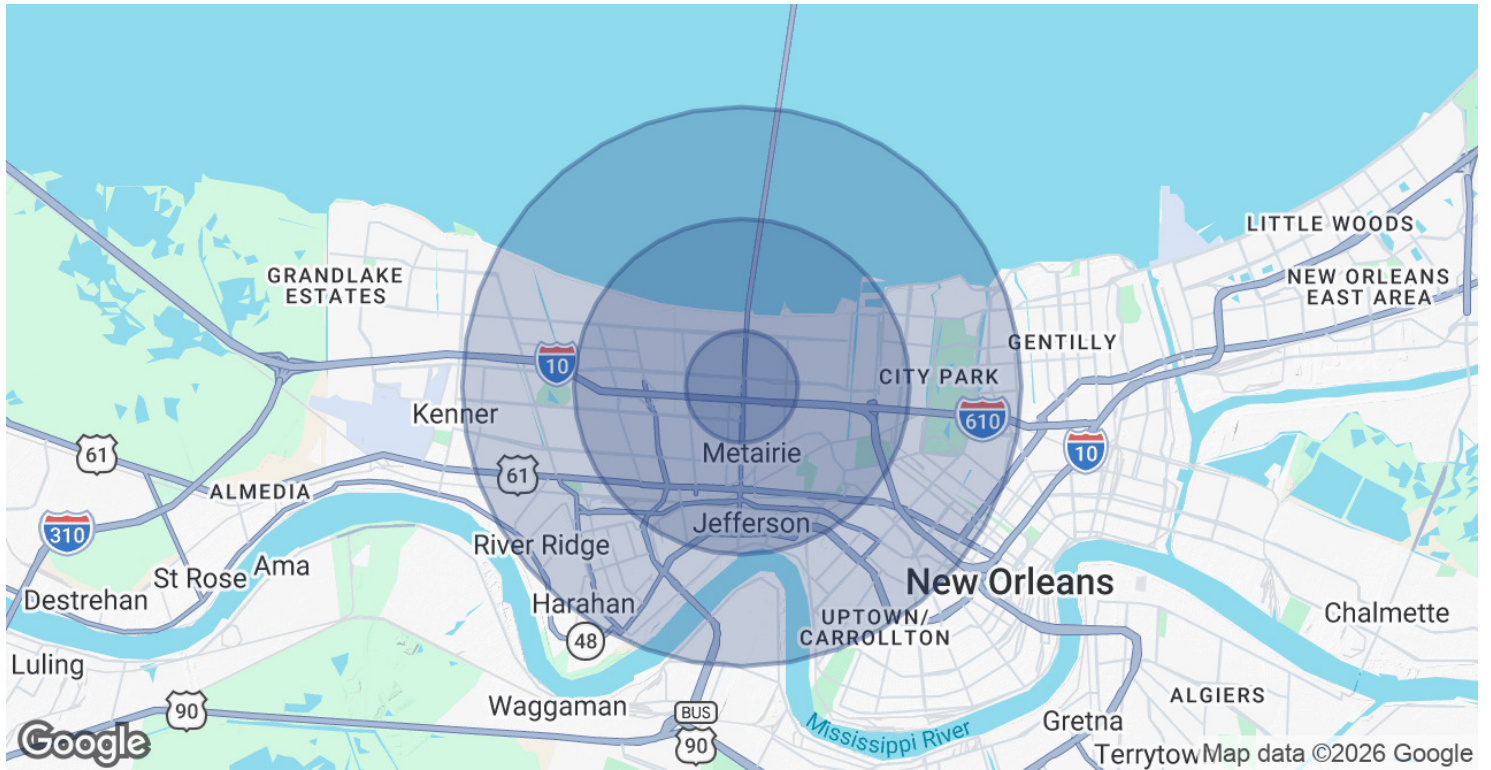 LITTLE WOODS
GRANDLAKE
ESTATES
NEW ORLEANS
EAST AREA
GENTILLY
10
CITY PARK
Kenner
610
61
Metairie
10
61
ALMEDIA
Jefferson
310
River Ridge
Ama
St Rose
New Orleans
Destrehan
Harahan
UPTOWN/
CARROLLTON
Chalmette
48
Luling
ALGIERS
Waggaman
90
BUS
90
Mississippi River
Gretna
Google
Terrytow
Map data ©2026 Google